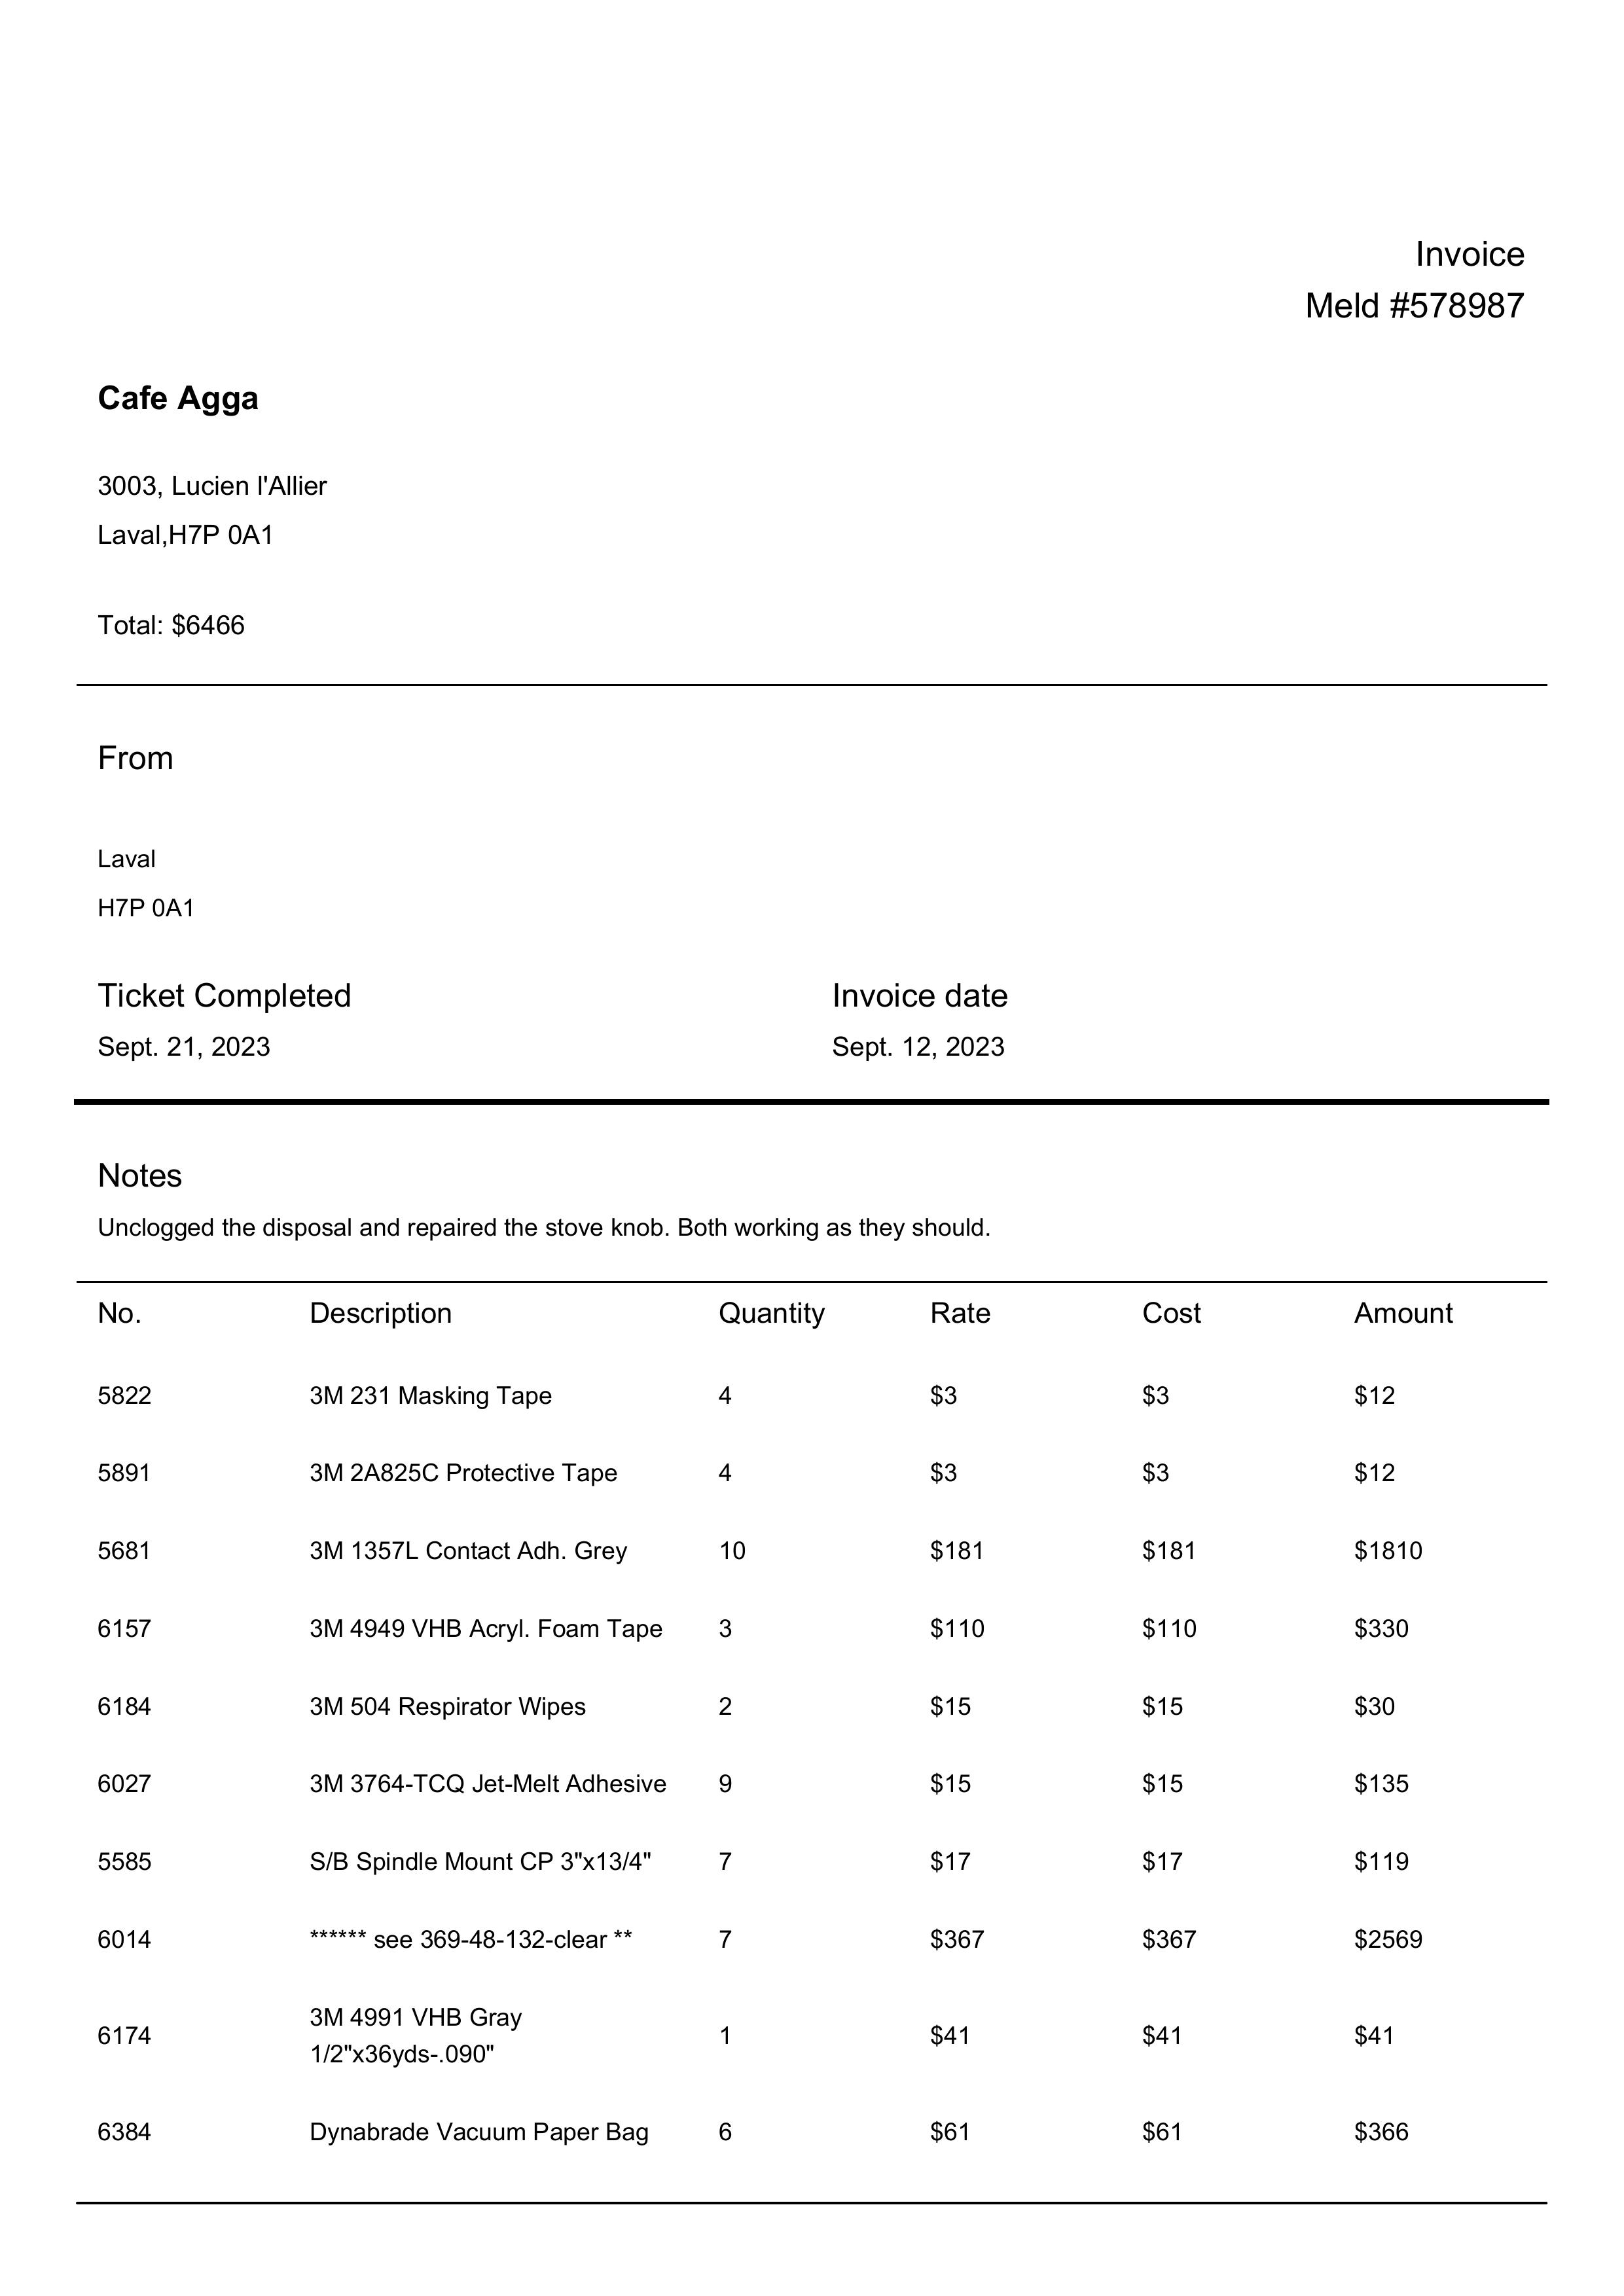 Invoice
Meld #578987
Cafe Agga
3003, Lucien l'Allier
Laval,H7P 0A1
Total: $6466
From
Laval
H7P 0A1
Ticket Completed Invoice date
Sept. 21, 2023 Sept. 12, 2023
Notes
Unclogged the disposal and repaired the stove knob. Both working as they should.
No. Description Quantity Rate Cost Amount
5822 3M 231 Masking Tape 4 $3 $3 $12
5891 3M 2A825C Protective Tape 4 $3 $3 $12
5681 3M 1357L Contact Adh. Grey 10 $181 $181 $1810
6157 3M 4949 VHB Acryl. Foam Tape 3 $110 $110 $330
6184 3M 504 Respirator Wipes 2 $15 $15 $30
6027 3M 3764-TCQ Jet-Melt Adhesive 9 $15 $15 $135
5585 S/B Spindle Mount CP 3"x13/4" 7 $17 $17 $119
6014 ****** see 369-48-132-clear ** 7 $367 $367 $2569
6174 3M 4991 VHB Gray 1 $41 $41 $41
1/2"x36yds-.090"
6384 Dynabrade Vacuum Paper Bag 6 $61 $61 $366